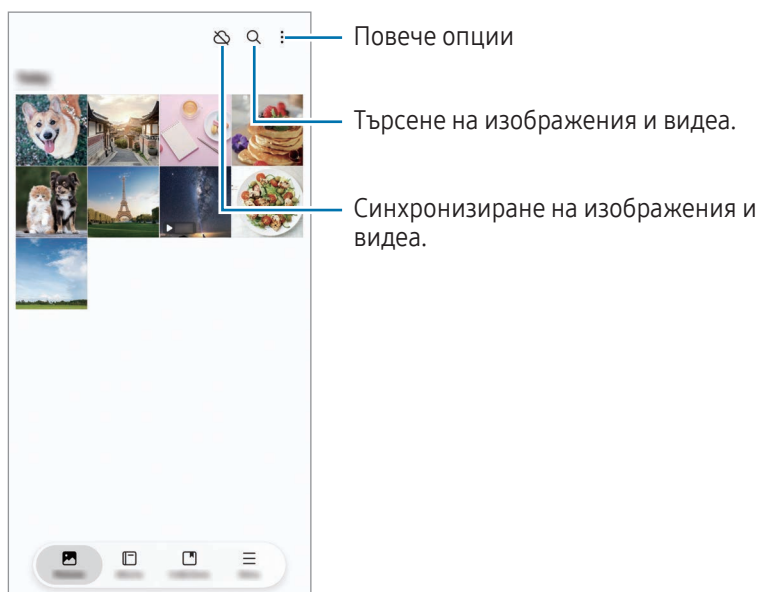 Повече опции
Търсене на изображения и видеа.
Синхронизиране на изображения и
видеа.